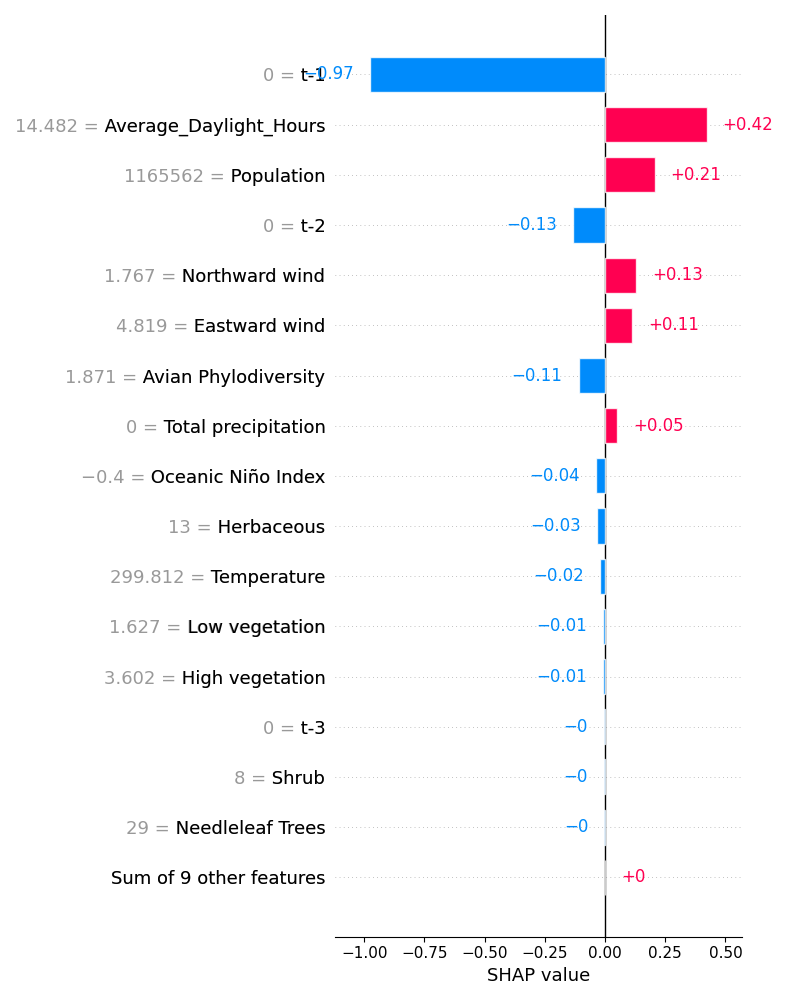 0 = t-1 −0.97
14.482 = Average_Daylight_Hours +0.42
1165562 = Population +0.21
0 = t-2 −0.13
1.767 = Northward wind +0.13
4.819 = Eastward wind +0.11
1.871 = Avian Phylodiversity −0.11
0 = Total precipitation +0.05
−0.4 = Oceanic Niño Index −0.04
13 = Herbaceous −0.03
299.812 = Temperature −0.02
1.627 = Low vegetation −0.01
3.602 = High vegetation −0.01
0 = t-3 −0
8 = Shrub −0
29 = Needleleaf Trees −0
Sum of 9 other features +0
−1.00 −0.75 −0.50 −0.25 0.00 0.25 0.50
SHAP value